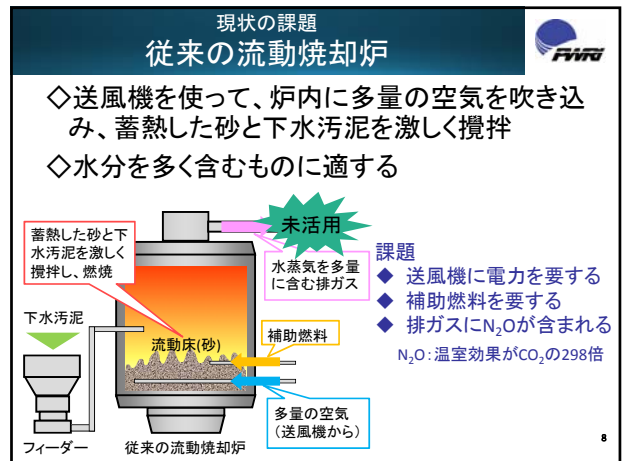 現状の課題
従来の流動焼却炉
PWRI
◇送風機を使って、炉内に多量の空気を吹き込
み、蓄熱した砂と下水汚泥を激しく攪拌
◇水分を多く含むものに適する
未活用
蓄熱した砂と下
水汚泥を激しく
攪拌し、燃焼
水蒸気を多量
に含む排ガス
課題
◆ 送風機に電力を要する
◆ 補助燃料を要する
◆ 排ガスにN₂Oが含まれる
N₂O:温室効果がCO₂の298倍
下水汚泥
流動床(砂)
補助燃料
多量の空気
(送風機から)
フィーダー
従来の流動焼却炉
8